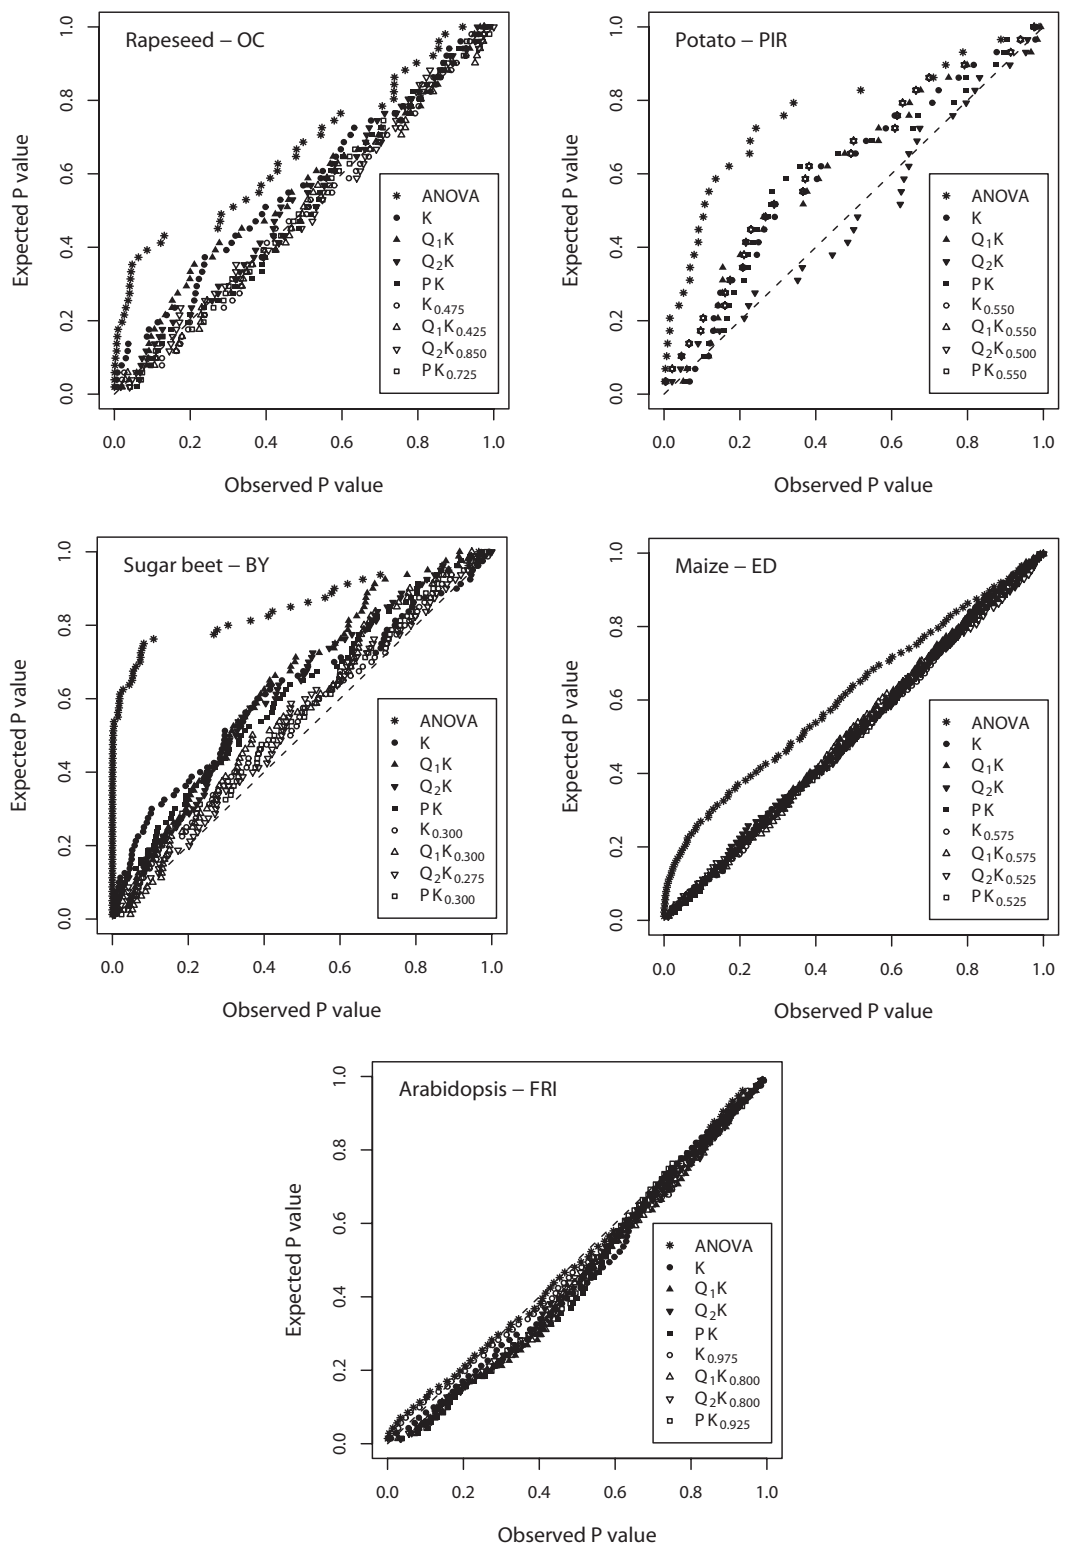 Rapeseed – OC
Expected P value
0.0 0.2 0.4 0.6 0.8 1.0
ANOVA
K
Q1K
Q2K
PK
K0.475
Q1K0.425
Q2K0.850
PK0.725
0.0 0.2 0.4 0.6 0.8 1.0
Observed P value
Potato – PIR
Expected P value
0.0 0.2 0.4 0.6 0.8 1.0
ANOVA
K
Q1K
Q2K
PK
K0.550
Q1K0.550
Q2K0.500
PK0.550
0.0 0.2 0.4 0.6 0.8 1.0
Observed P value
Sugar beet – BY
Expected P value
0.0 0.2 0.4 0.6 0.8 1.0
ANOVA
K
Q1K
Q2K
PK
K0.300
Q1K0.300
Q2K0.275
PK0.300
0.0 0.2 0.4 0.6 0.8 1.0
Observed P value
Maize – ED
Expected P value
0.0 0.2 0.4 0.6 0.8 1.0
ANOVA
K
Q1K
Q2K
PK
K0.575
Q1K0.575
Q2K0.525
PK0.525
0.0 0.2 0.4 0.6 0.8 1.0
Observed P value
Arabidopsis – FRI
Expected P value
0.0 0.2 0.4 0.6 0.8 1.0
ANOVA
K
Q1K
Q2K
PK
K0.975
Q1K0.800
Q2K0.800
PK0.925
0.0 0.2 0.4 0.6 0.8 1.0
Observed P value